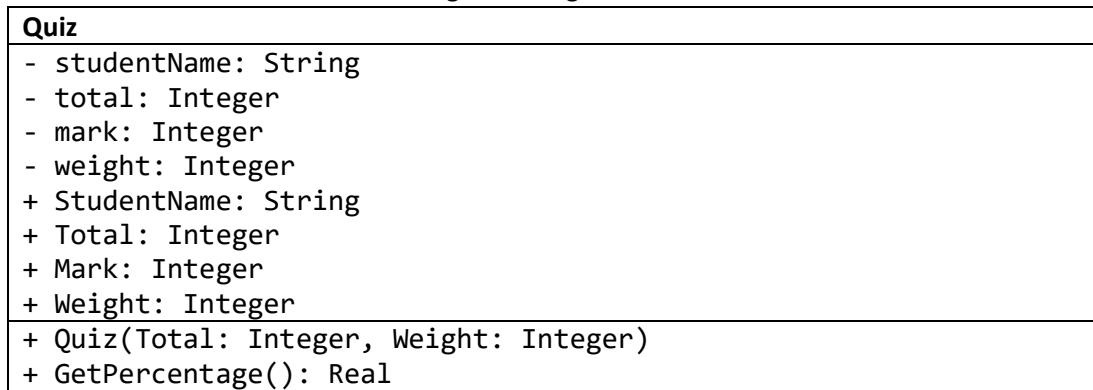 Quiz
- studentName: String
- total: Integer
- mark: Integer
- weight: Integer
+ StudentName: String
+ Total: Integer
+ Mark: Integer
+ Weight: Integer
+ Quiz(Total: Integer, Weight: Integer)
+ GetPercentage(): Real